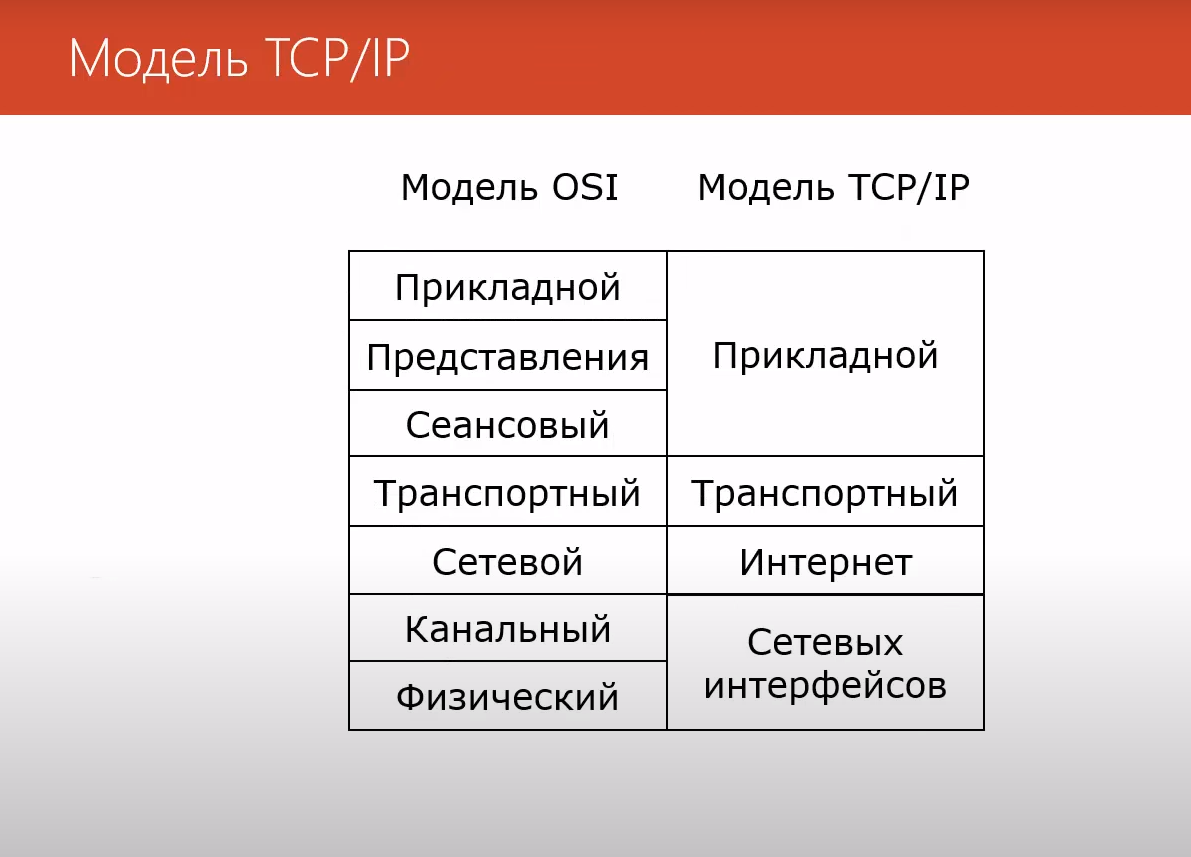 Модель TCP/IP
Модель OSI Модель TCP/IP
Прикладной
Представления
Прикладной
Сеансовый
Транспортный Транспортный
Сетевой Интернет
Канальный
Физический
Сетевых
интерфейсов